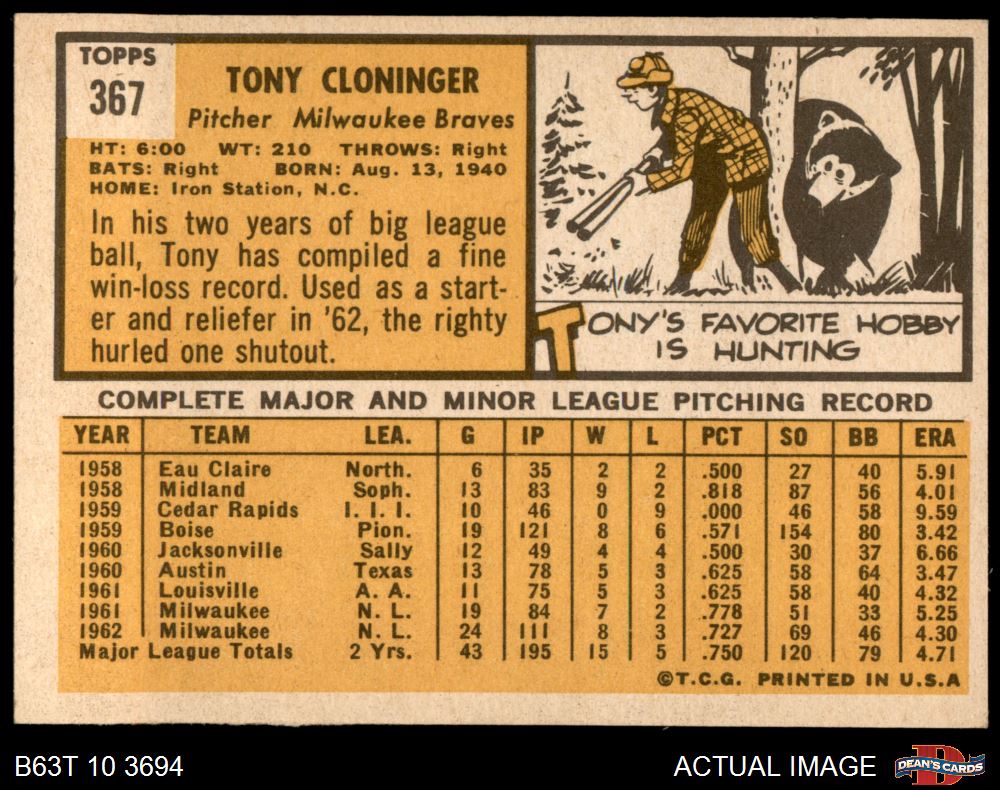 TOPPS
367
TONY CLONINGER
Pitcher Milwaukee Braves
HT: 6:00 WT: 210 THROWS: Right
BATS: Right BORN: Aug. 13, 1940
HOME: Iron Station, N.C.
In his two years of big league
ball, Tony has compiled a fine
win-loss record. Used as a start-
er and reliefer in '62, the righty
hurled one shutout.
TONY'S FAVORITE HOBBY
IS HUNTING
COMPLETE MAJOR AND MINOR LEAGUE PITCHING RECORD
YEAR TEAM LEA. G IP W L PCT SO BB ERA
1958 Eau Claire North. 6 35 2 2 .500 27 40 5.91
1958 Midland Soph. 13 83 9 2 .818 87 56 4.01
1959 Cedar Rapids I. I. I. 10 46 0 9 .000 46 58 9.59
1959 Boise Pion. 19 121 8 6 .571 154 80 3.42
1960 Jacksonville Sally 12 49 4 4 .500 30 37 6.66
1960 Austin Texas 13 78 5 3 .625 58 64 3.47
1961 Louisville A. A. 11 75 5 3 .625 58 40 4.32
1961 Milwaukee N. L. 19 84 7 2 .778 51 33 5.25
1962 Milwaukee N. L. 24 111 8 3 .727 69 46 4.30
Major League Totals 2 Yrs. 43 195 15 5 .750 120 79 4.71
©T.C.G. PRINTED IN U.S.A
B63T 10 3694
ACTUAL IMAGE
DEAN'S CARDS